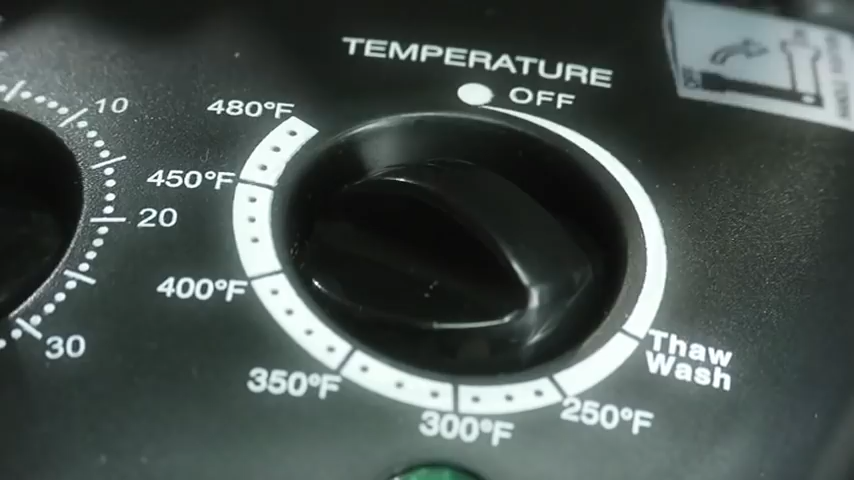 TEMPERATURE
OFF
480°F
450°F
400°F
350°F
300°F
250°F
Thaw
Wash
10
20
30